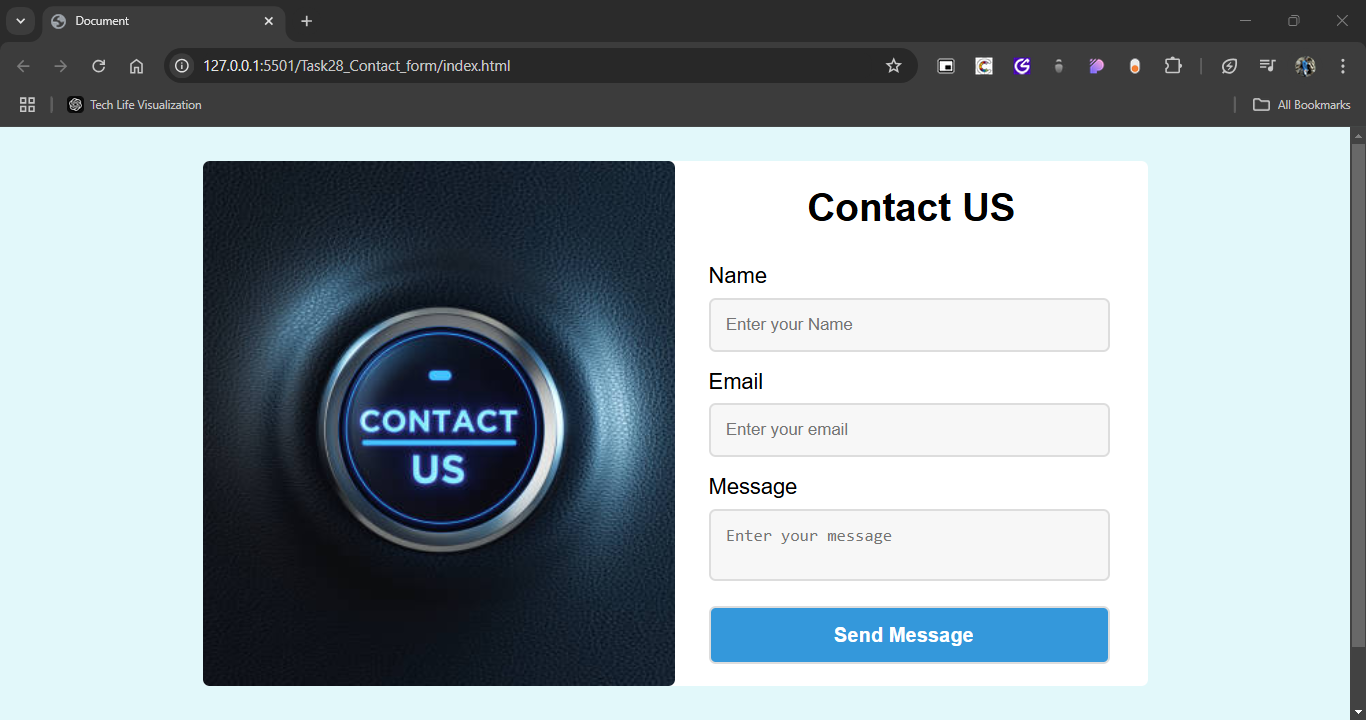 Document
127.0.0.1:5501/Task28_Contact_form/index.html
Tech Life Visualization
All Bookmarks
CONTACT
US
Contact US
Name
Enter your Name
Email
Enter your email
Message
Enter your message
Send Message